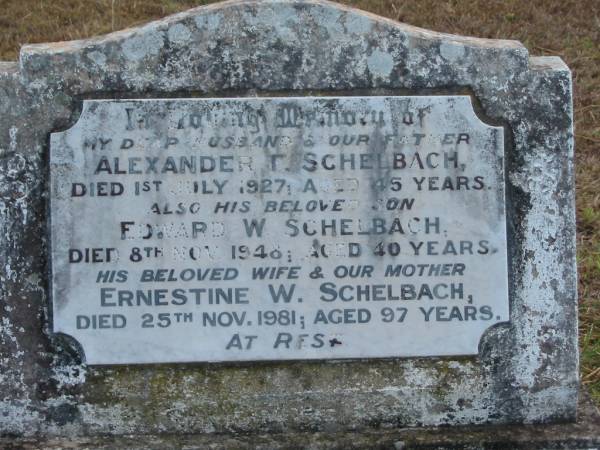 In Loving Memory of
MY DEAR HUSBAND & OUR FATHER
ALEXANDER SCHELBACH,
DIED 1ST JULY 1927; AGED 45 YEARS.
ALSO HIS BELOVED SON
EDWARD W. SCHELBACH,
DIED 8TH NOV. 1948; AGED 40 YEARS.
HIS BELOVED WIFE & OUR MOTHER
ERNESTINE W. SCHELBACH,
DIED 25TH NOV. 1981; AGED 97 YEARS.
AT REST